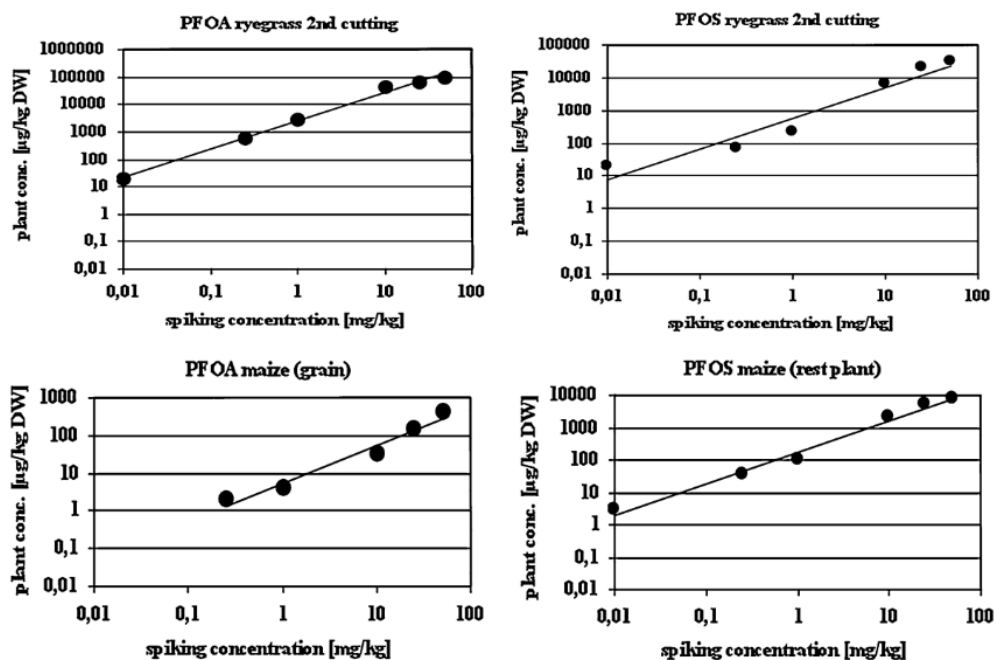 PFOA ryegrass 2nd cutting
plant conc. [µg/kg DW]
1000000
100000
10000
1000
100
10
1
0,1
0,01
0,01 0,1 1 10 100
spiking concentration [mg/kg]
PFOS ryegrass 2nd cutting
plant conc. [µg/kg DW]
100000
10000
1000
100
10
1
0,1
0,01
0,01 0,1 1 10 100
spiking concentration [mg/kg]
PFOA maize (grain)
plant conc. [µg/kg DW]
1000
100
10
1
0,1
0,01
0,01 0,1 1 10 100
spiking concentration [mg/kg]
PFOS maize (rest plant)
plant conc. [µg/kg DW]
10000
1000
100
10
1
0,1
0,01
0,01 0,1 1 10 100
spiking concentration [mg/kg]